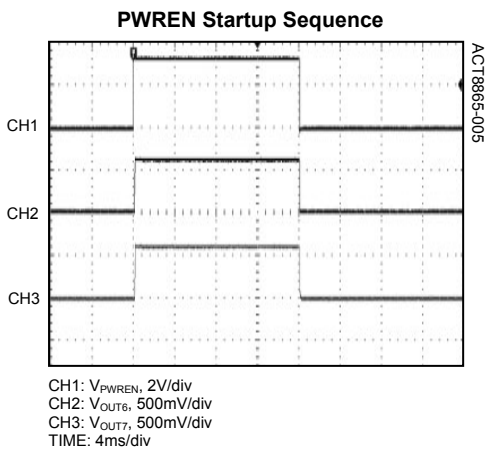 PWREN Startup Sequence
ACT8865-005
CH1
CH2
CH3
CH1: VPWREN, 2V/div
CH2: VOUT6, 500mV/div
CH3: VOUT7, 500mV/div
TIME: 4ms/div